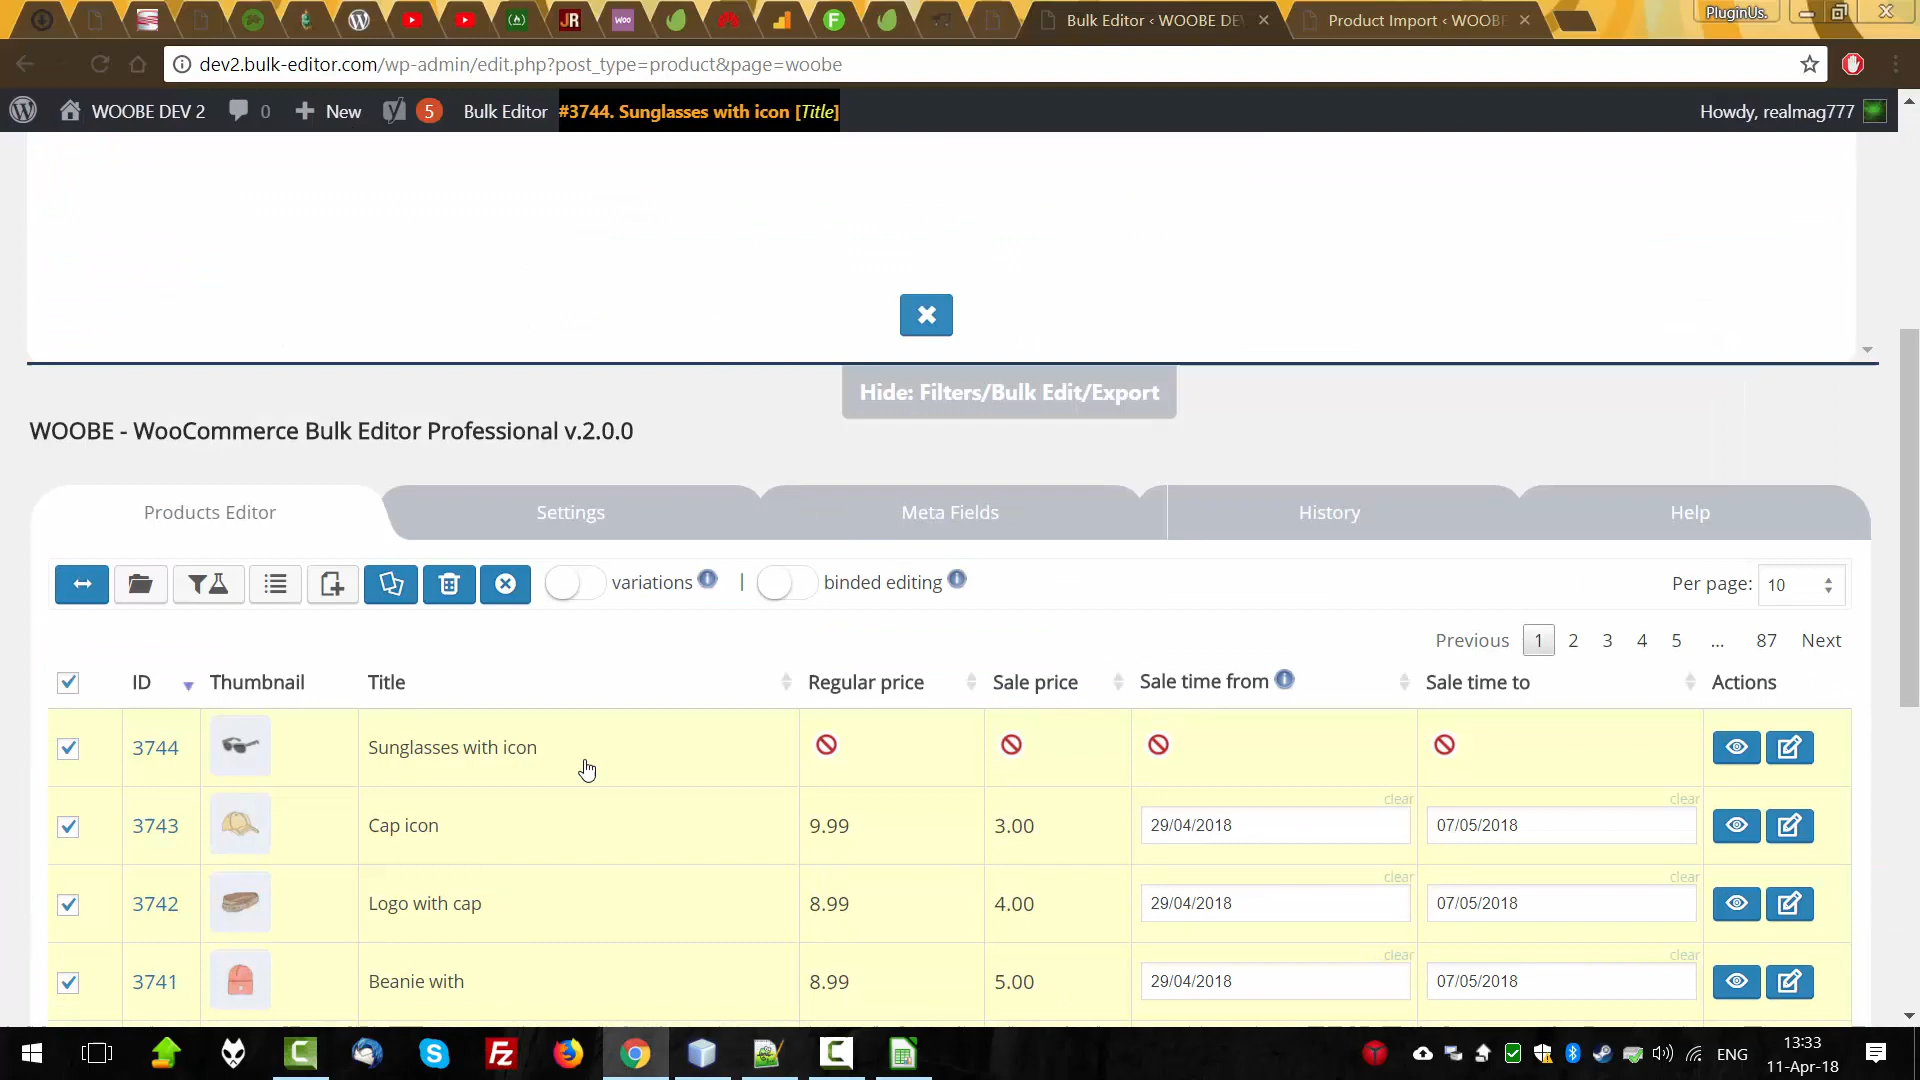 PluginUs.
Bulk Editor ‹ WOOBE DE
Product Import ‹ WOOBE
dev2.bulk-editor.com/wp-admin/edit.php?post_type=product&page=woobe
WOOBE DEV 2 0 New 5 Bulk Editor #3744. Sunglasses with icon [Title] Howdy, realmag777
Hide: Filters/Bulk Edit/Export
WOOBE - WooCommerce Bulk Editor Professional v.2.0.0
Products Editor Settings Meta Fields History Help
variations | binded editing Per page: 10
Previous 1 2 3 4 5 ... 87 Next
ID Thumbnail Title Regular price Sale price Sale time from Sale time to Actions
3744 Sunglasses with icon
clear clear
3743 Cap icon 9.99 3.00 29/04/2018 07/05/2018
clear clear
3742 Logo with cap 8.99 4.00 29/04/2018 07/05/2018
clear clear
3741 Beanie with 8.99 5.00 29/04/2018 07/05/2018
ENG 13:33
11-Apr-18